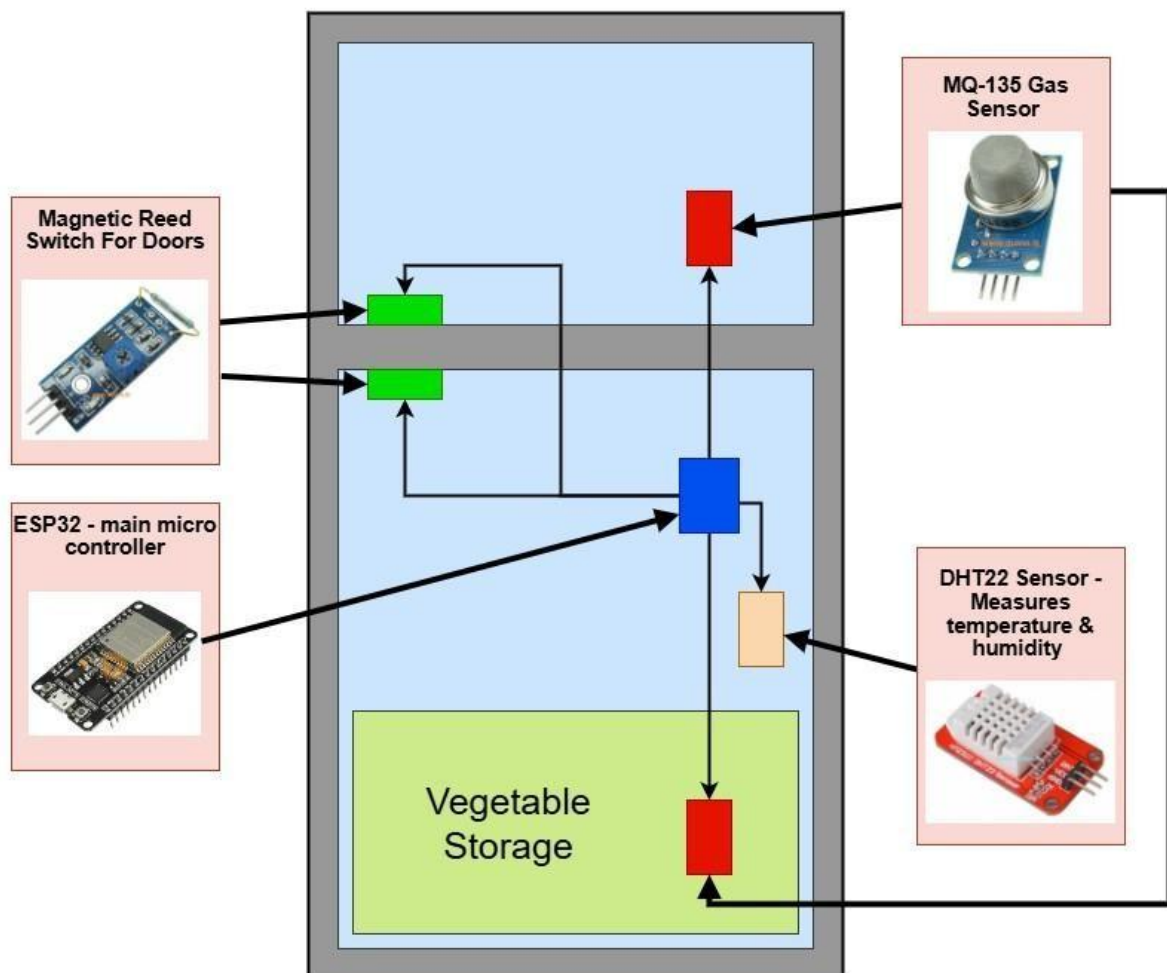 MQ-135 Gas
Sensor
Magnetic Reed
Switch For Doors
ESP32 - main micro
controller
DHT22 Sensor -
Measures
temperature &
humidity
Vegetable
Storage